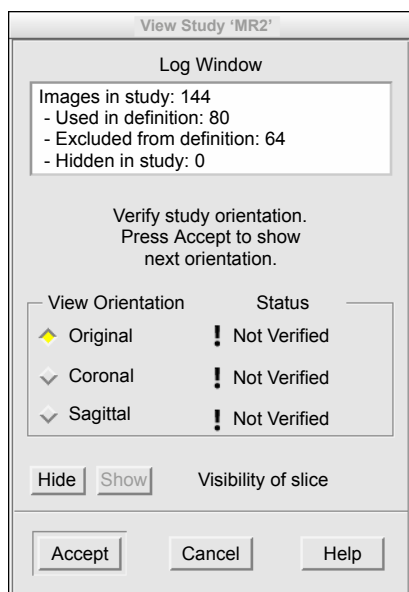 View Study ‘MR2’
Log Window
Images in study: 144
- Used in definition: 80
- Excluded from definition: 64
- Hidden in study: 0
Verify study orientation.
Press Accept to show
next orientation.
View Orientation Status
Original ! Not Verified
Coronal ! Not Verified
Sagittal ! Not Verified
Hide Show Visibility of slice
Accept Cancel Help